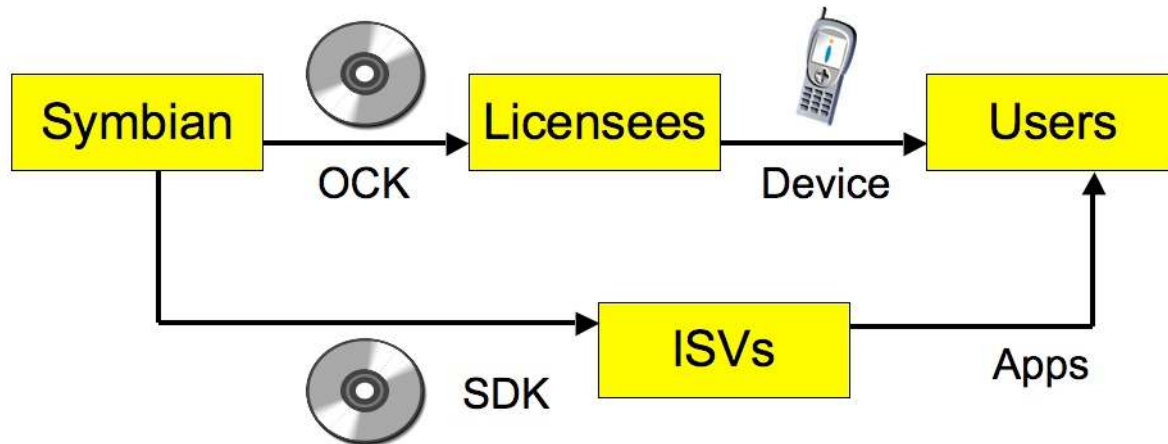 Symbian
OCK
Licensees
Device
Users
SDK
ISVs
Apps